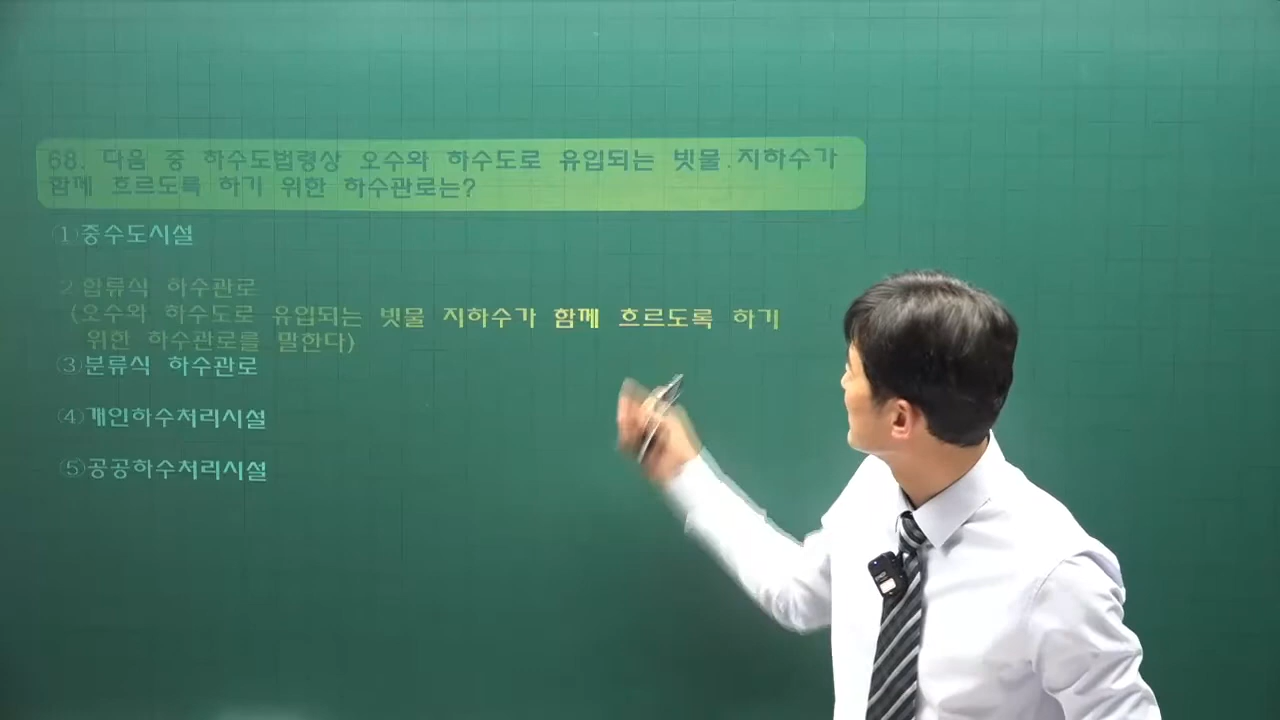 68. 다음 중 하수도법령상 오수와 하수도로 유입되는 빗물.지하수가
함께 흐르도록 하기 위한 하수관로는?
①중수도시설
2 합류식 하수관로
(오수와 하수도로 유입되는 빗물 지하수가 함께 흐르도록 하기
위한 하수관로를 말한다)
③분류식 하수관로
④개인하수처리시설
⑤공공하수처리시설